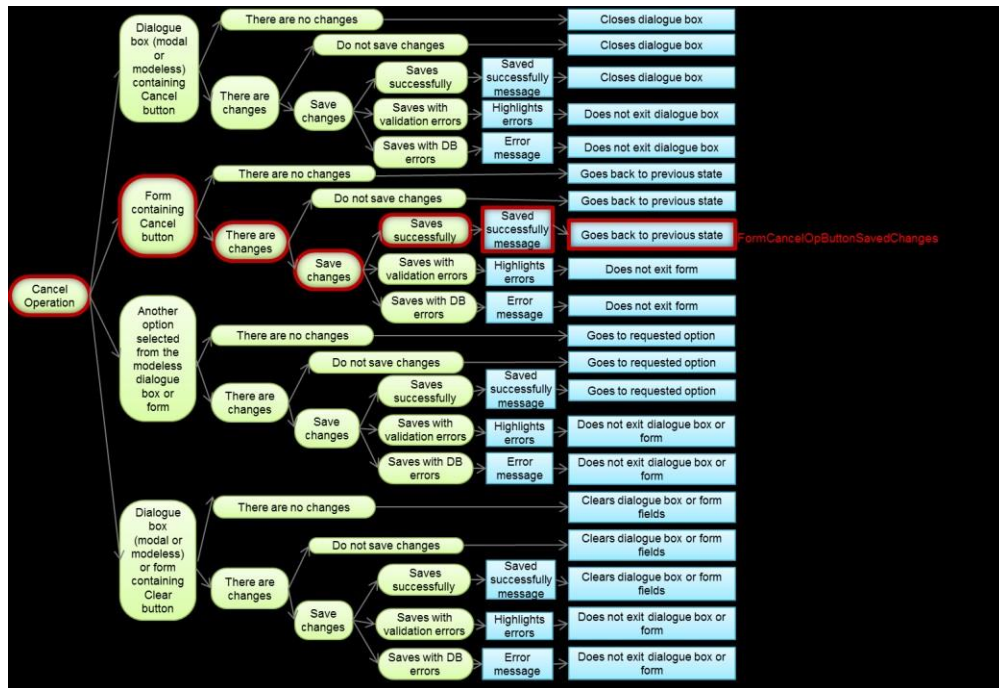 There are no changes
Closes dialogue box
Dialogue
box (modal
or
modeless)
containing
Cancel
button
Do not save changes
Closes dialogue box
There are
changes
Save
changes
Saves
successfully
Saved
successfully
message
Closes dialogue box
Saves with
validation errors
Highlights
errors
Does not exit dialogue box
Saves with DB
errors
Error
message
Does not exit dialogue box
There are no changes
Goes back to previous state
Form
containing
Cancel
button
Do not save changes
Goes back to previous state
There are
changes
Save
changes
Saves
successfully
Saved
successfully
message
Goes back to previous state
FormCancelOpButtonSavedChanges
Saves with
validation errors
Highlights
errors
Does not exit form
Cancel
Operation
Saves with DB
errors
Error
message
Does not exit form
Another
option
selected
from the
modeless
dialogue
box or
form
There are no changes
Goes to requested option
Do not save changes
Goes to requested option
There are
changes
Save
changes
Saves
successfully
Saved
successfully
message
Goes to requested option
Saves with
validation errors
Highlights
errors
Does not exit dialogue box or
form
Saves with DB
errors
Error
message
Does not exit dialogue box or
form
Dialogue
box
(modal or
modeless)
or form
containing
Clear
button
There are no changes
Clears dialogue box or form
fields
Do not save changes
Clears dialogue box or form
fields
There are
changes
Save
changes
Saves
successfully
Saved
successfully
message
Clears dialogue box or form
fields
Saves with
validation errors
Highlights
errors
Does not exit dialogue box or
form
Saves with DB
errors
Error
message
Does not exit dialogue box or
form